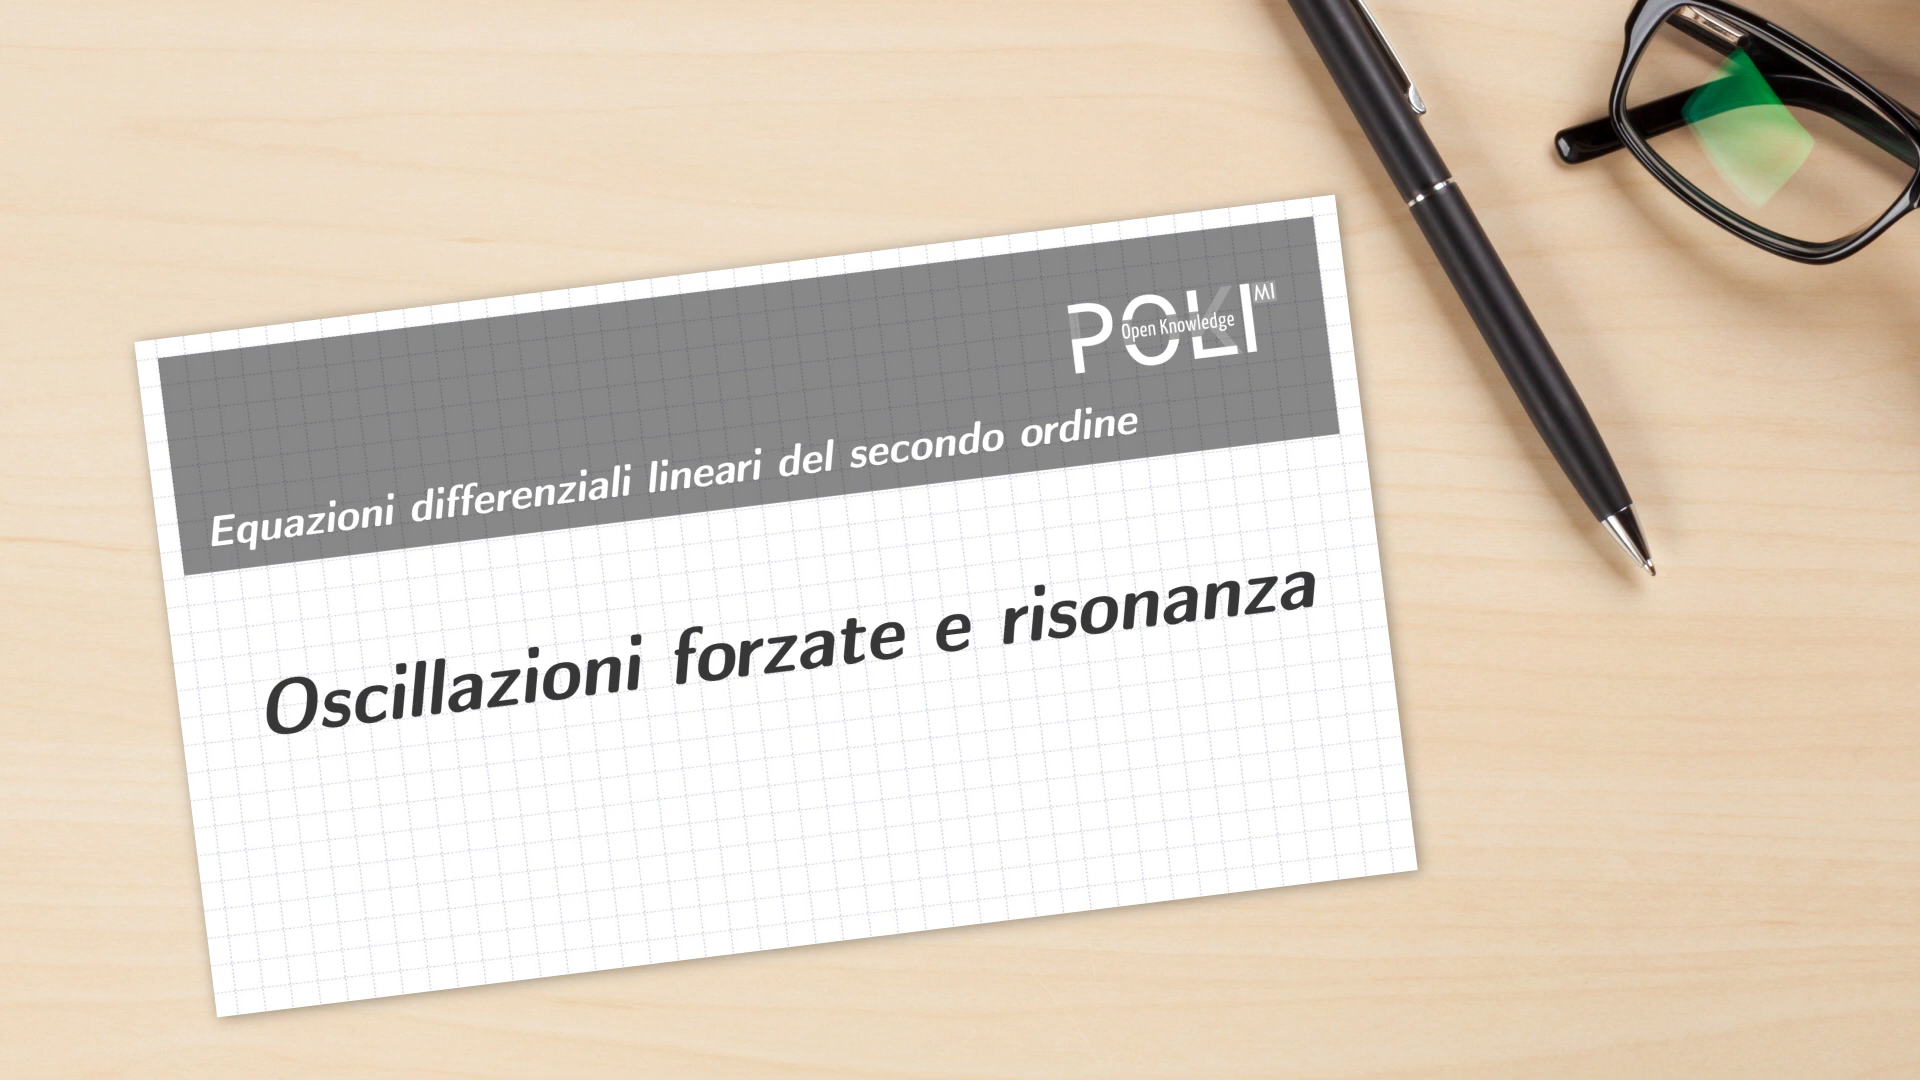 POLI MI
Open Knowledge
Equazioni differenziali lineari del secondo ordine
Oscillazioni forzate e risonanza